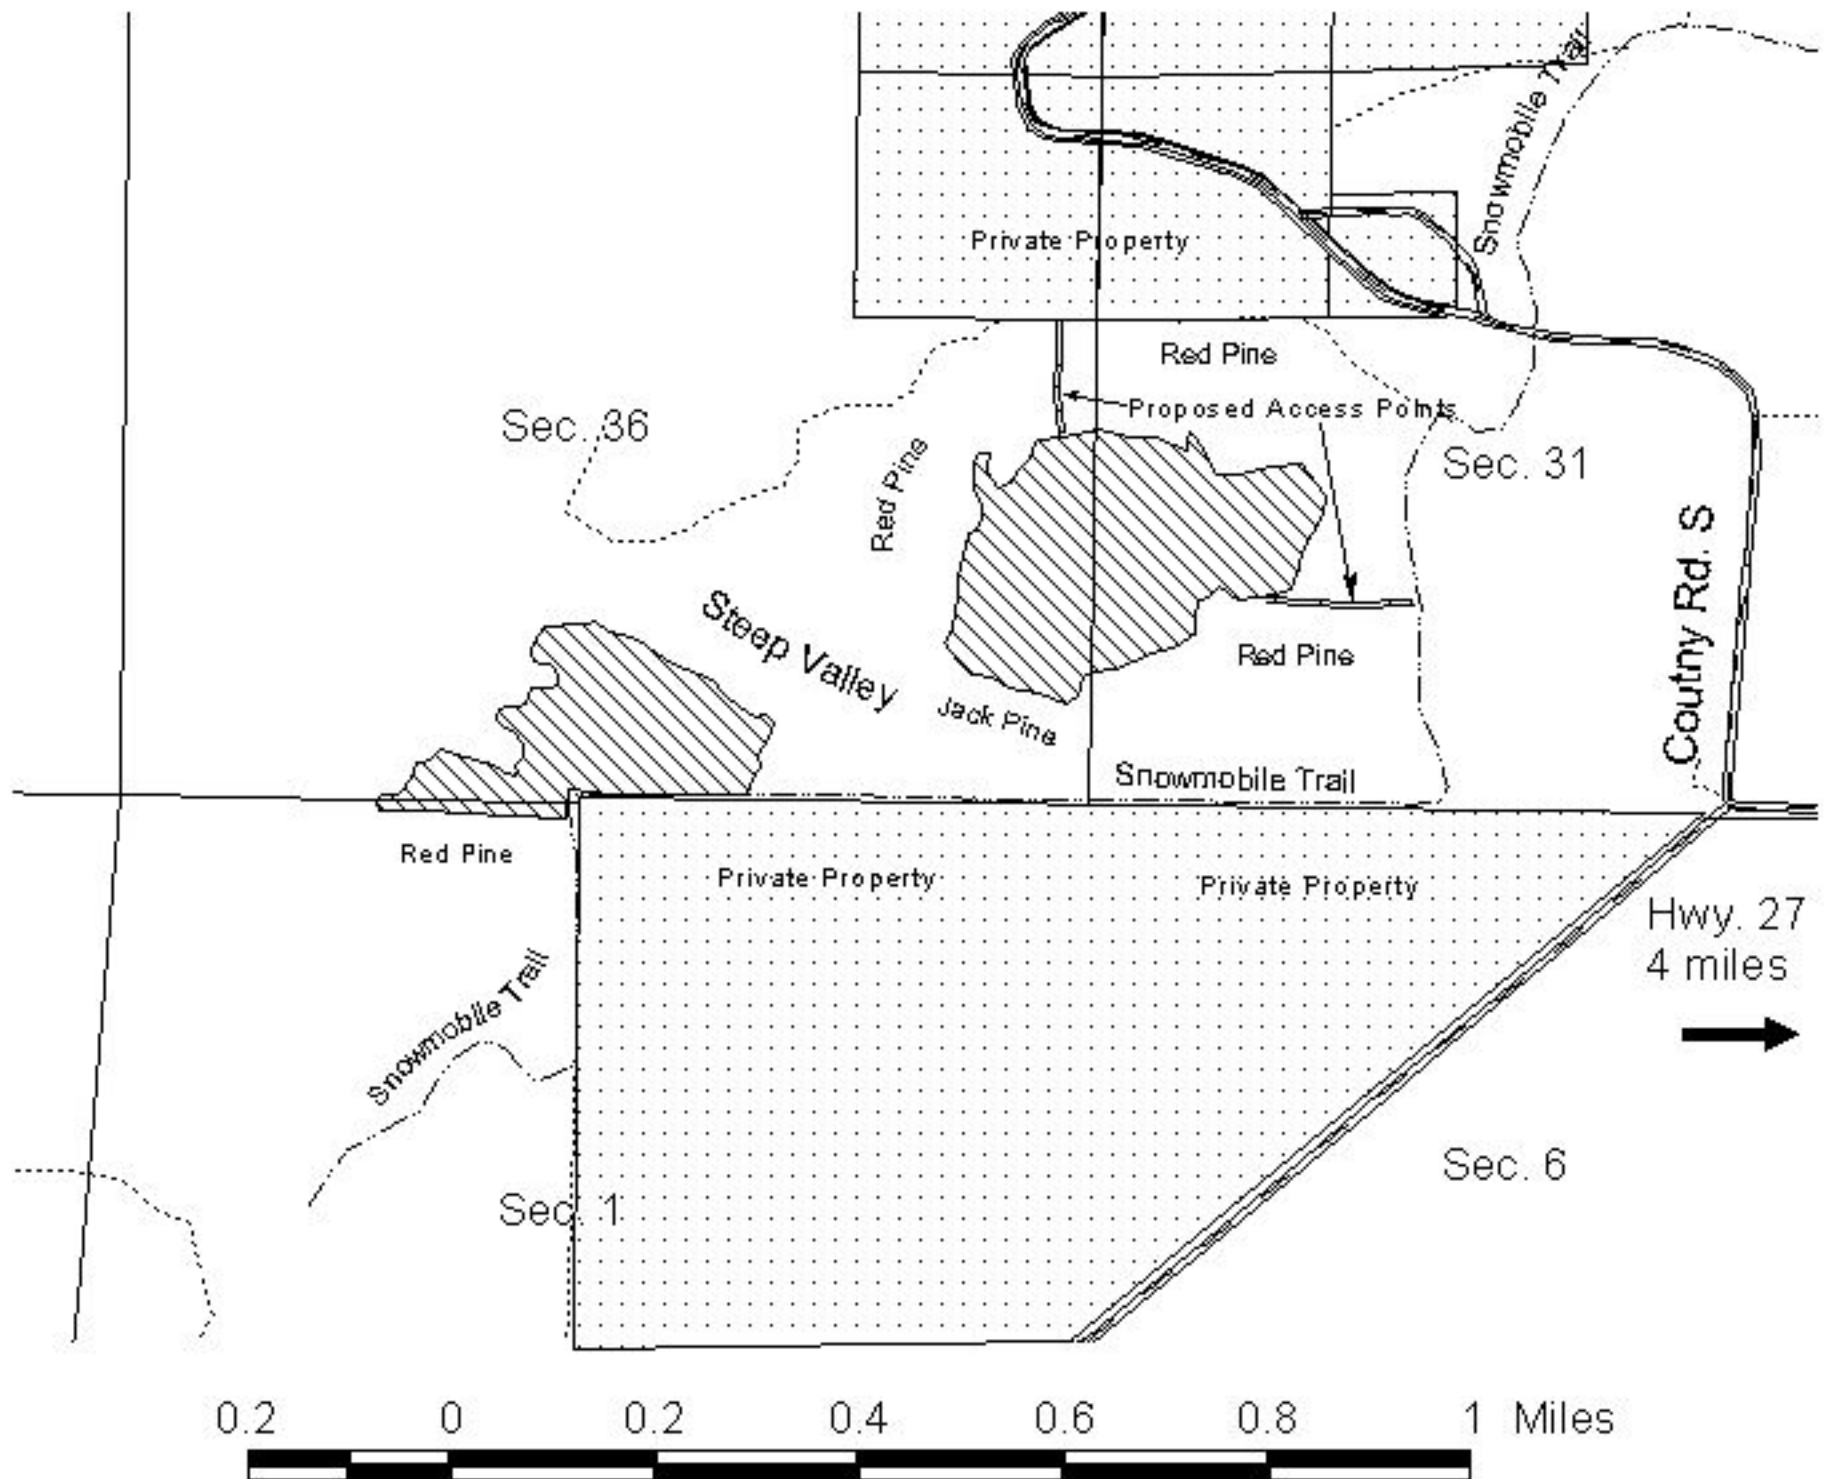 Snowmobile Trail
Private Property
Red Pine
Proposed Access Points
Sec. 36
Red Pine
Sec. 31
Steep Valley
Red Pine
Coutny Rd. S
Jack Pine
Snowmobile Trail
Red Pine
Private Property
Private Property
Hwy. 27
4 miles
Snowmobile Trail
Sec. 6
Sec. 1
0.2 0 0.2 0.4 0.6 0.8 1 Miles